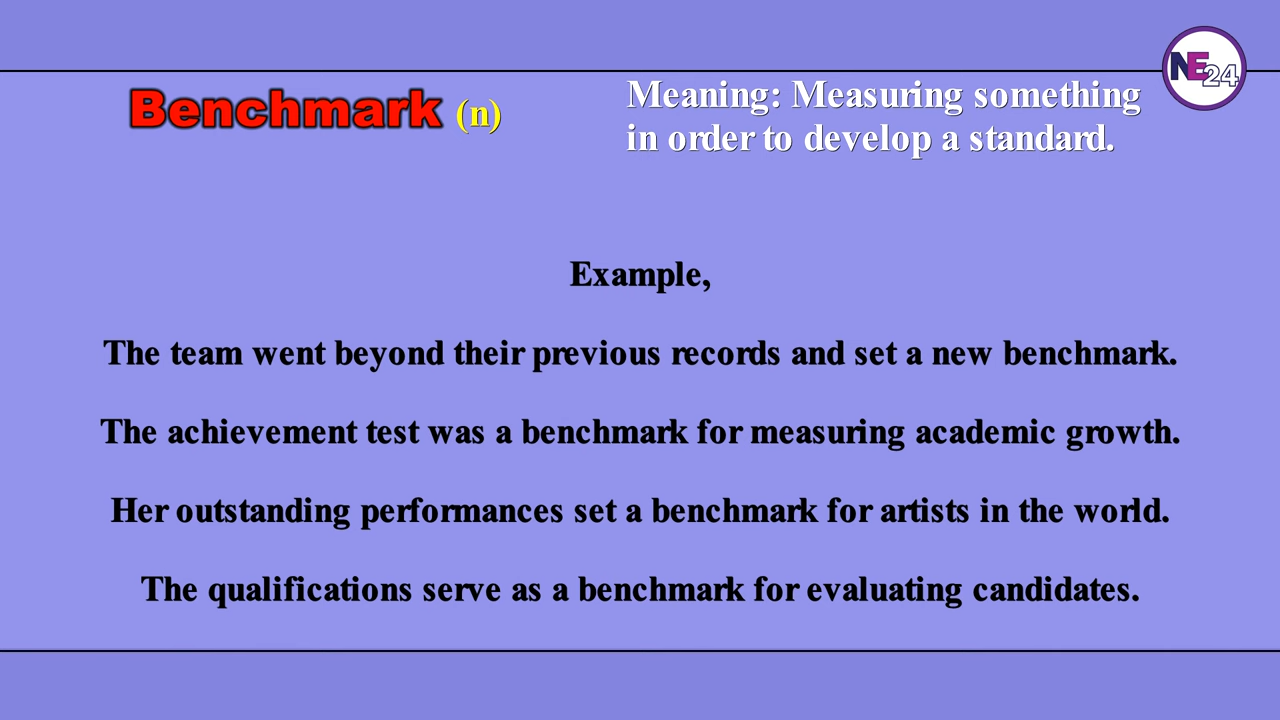 NE24
Benchmark (n)
Meaning: Measuring something
in order to develop a standard.
Example,
The team went beyond their previous records and set a new benchmark.
The achievement test was a benchmark for measuring academic growth.
Her outstanding performances set a benchmark for artists in the world.
The qualifications serve as a benchmark for evaluating candidates.